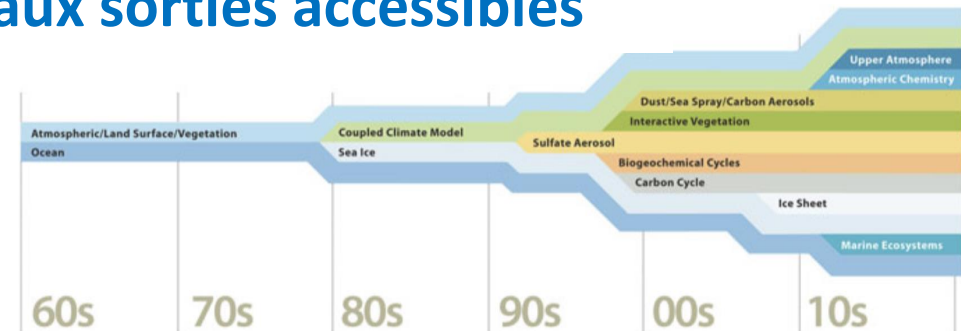 aux sorties accessibles
Upper Atmosphere
Atmospheric Chemistry
Dust/Sea Spray/Carbon Aerosols
Interactive Vegetation
Atmospheric/Land Surface/Vegetation
Coupled Climate Model
Sulfate Aerosol
Ocean
Sea Ice
Biogeochemical Cycles
Carbon Cycle
Ice Sheet
Marine Ecosystems
60s 70s 80s 90s 00s 10s